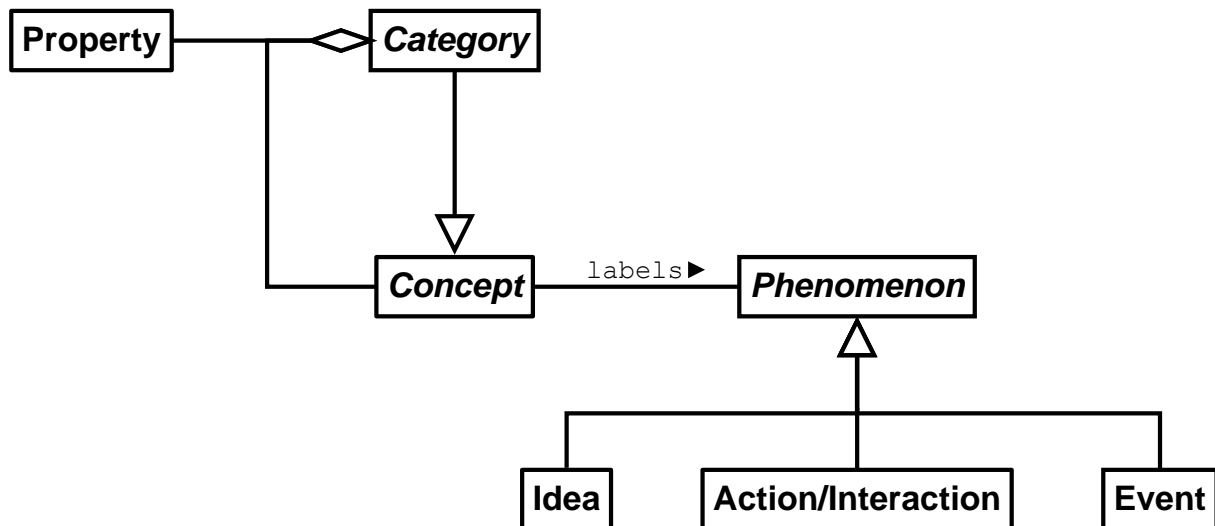 Property
Category
Concept
labels►
Phenomenon
Idea
Action/Interaction
Event